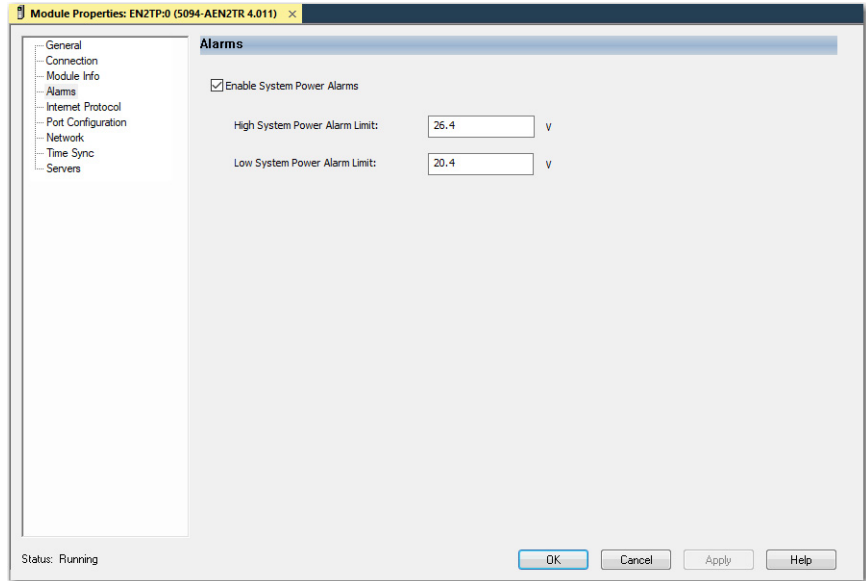 Module Properties: EN2TP:0 (5094-AEN2TR 4.011) ×
General
Connection
Module Info
Alarms
Internet Protocol
Port Configuration
Network
Time Sync
Servers
Alarms
Enable System Power Alarms
High System Power Alarm Limit: 26.4 V
Low System Power Alarm Limit: 20.4 V
Status: Running
OK Cancel Apply Help